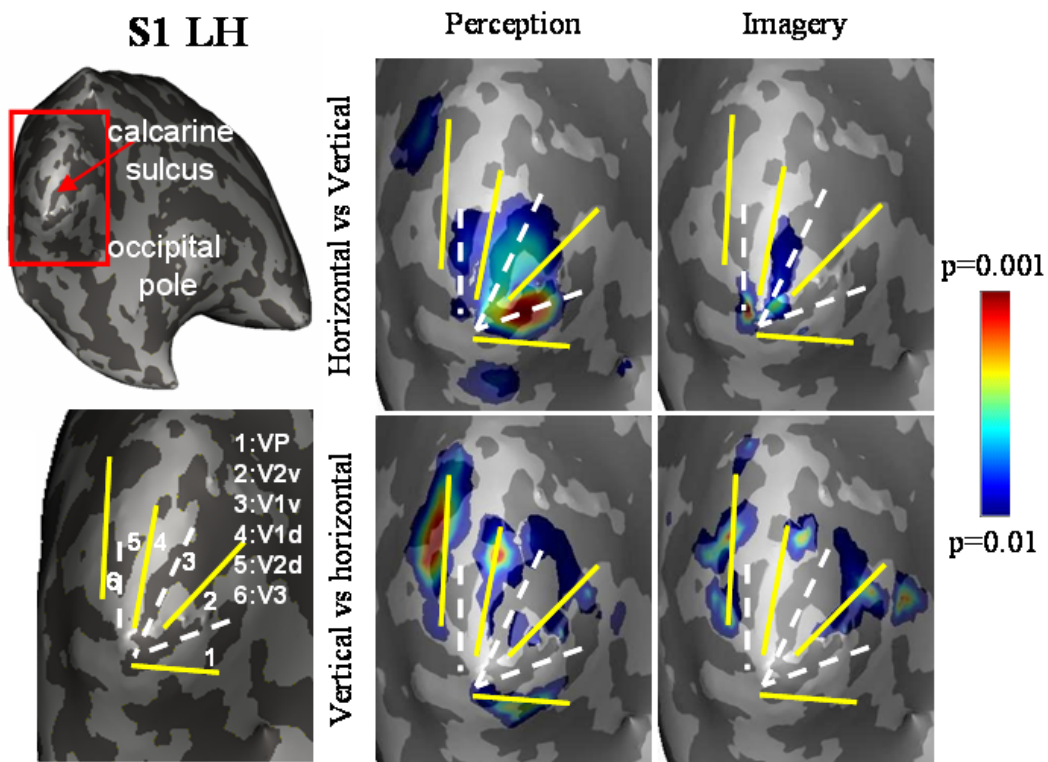 S1 LH
Perception
Imagery
calcarine
sulcus
occipital
pole
Horizontal vs Vertical
Vertical vs horizontal
1:VP
2:V2v
3:V1v
4:V1d
5:V2d
6:V3
5
4
3
6
2
1
p=0.001
p=0.01